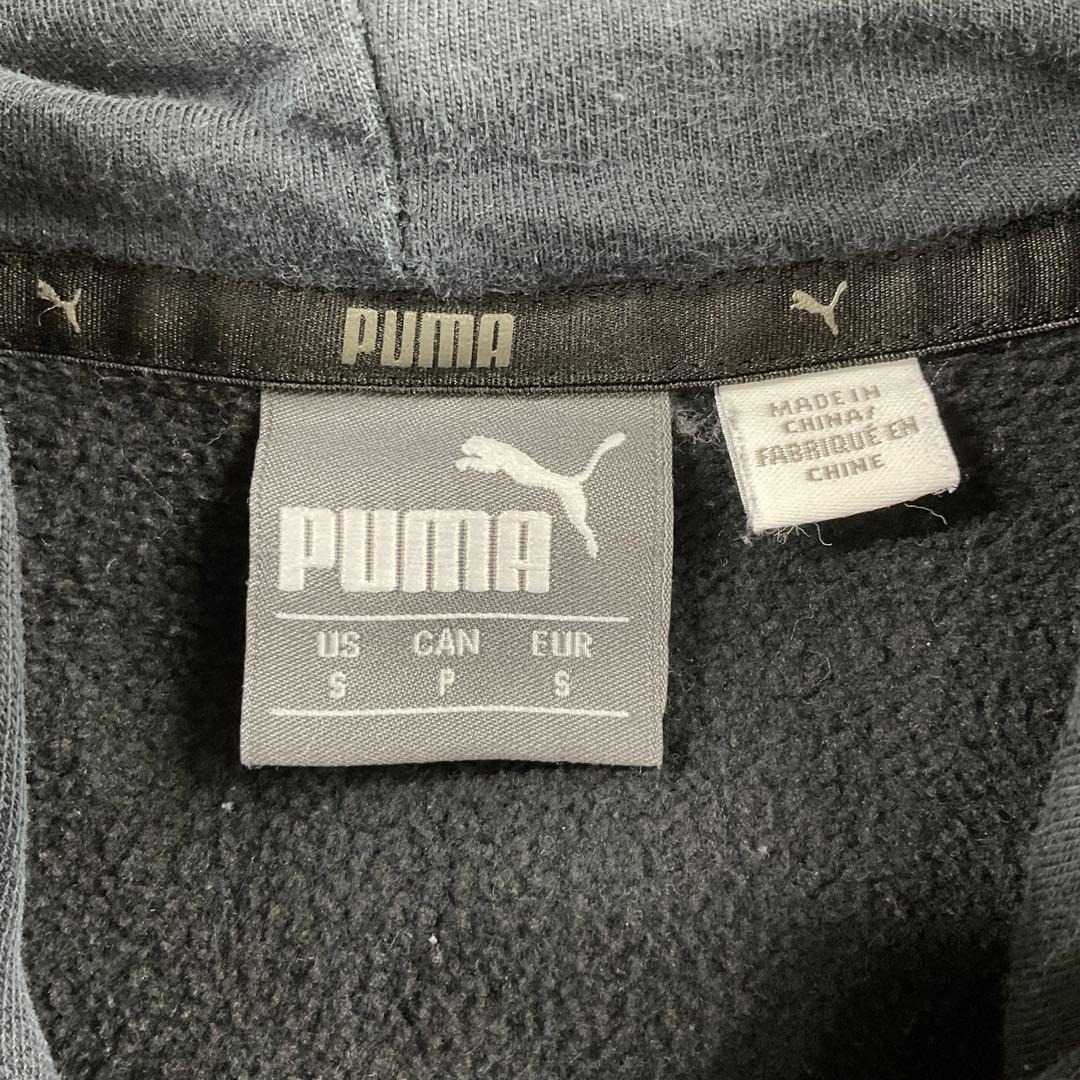 PUMA
PUMA
US CAN EUR
S P S
MADE IN
CHINA/
FABRIQUÉ EN
CHINE